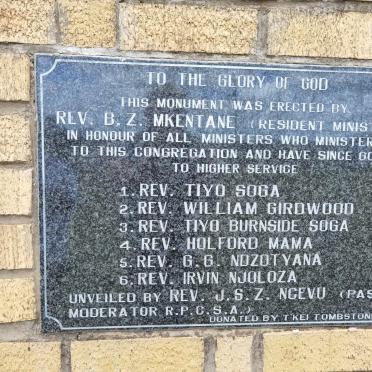 TO THE GLORY OF GOD
THIS MONUMENT WAS ERECTED BY
REV. B. Z. MKENTANE (RESIDENT MINIST
IN HONOUR OF ALL MINISTERS WHO MINISTER
TO THIS CONGREGATION AND HAVE SINCE GO
TO HIGHER SERVICE
1. REV. TIYO SOGA
2. REV. WILLIAM GIRDWOOD
3. REV. TIYO BURNSIDE SOGA
4. REV. HOLFORD MAMA
5. REV. G. G. NDZOTYANA
6. REV. IRVIN NJOLOZA
UNVEILED BY REV. J. S. Z. NCEVU (PAS
MODERATOR R.P.C.S.A.)
DONATED BY T'KEI TOMBSTON